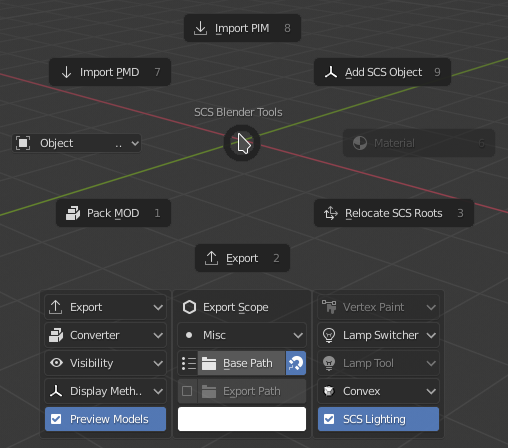 Import PIM 8
Import PMD 7
Add SCS Object 9
SCS Blender Tools
Object ..
Material 6
Pack MOD 1
Relocate SCS Roots 3
Export 2
Export
Export Scope
Vertex Paint
Converter
Misc
Lamp Switcher
Visibility
Base Path
Lamp Tool
Display Meth..
Export Path
Convex
Preview Models
SCS Lighting